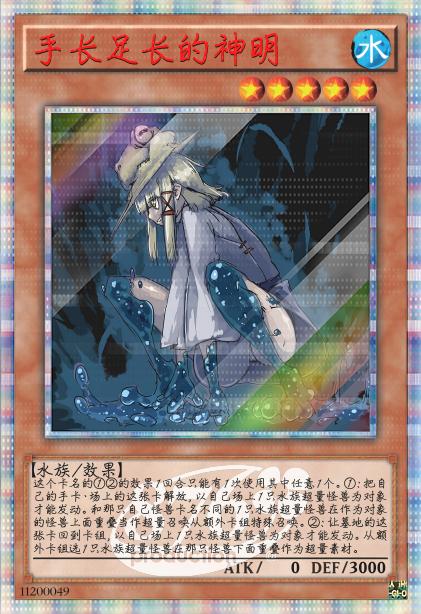 手长足长的神明
水
【水族/效果】
这个卡名的①②的效果1回合只能有1次使用其中任意1个。①:把自
己的手卡·场上的这张卡解放,以自己场上1只水族超量怪兽为对象
才能发动。和那只自己怪兽卡名不同的1只水族超量怪兽在作为对象
的怪兽上面重叠当作超量召唤从额外卡组特殊召唤。②:让墓地的这
张卡回到卡组,以自己场上1只水族超量怪兽为对象才能发动。从额
外卡组选1只水族超量怪兽在那只怪兽下面重叠作为超量素材。
production
ATK/ 0 DEF/3000
11200049